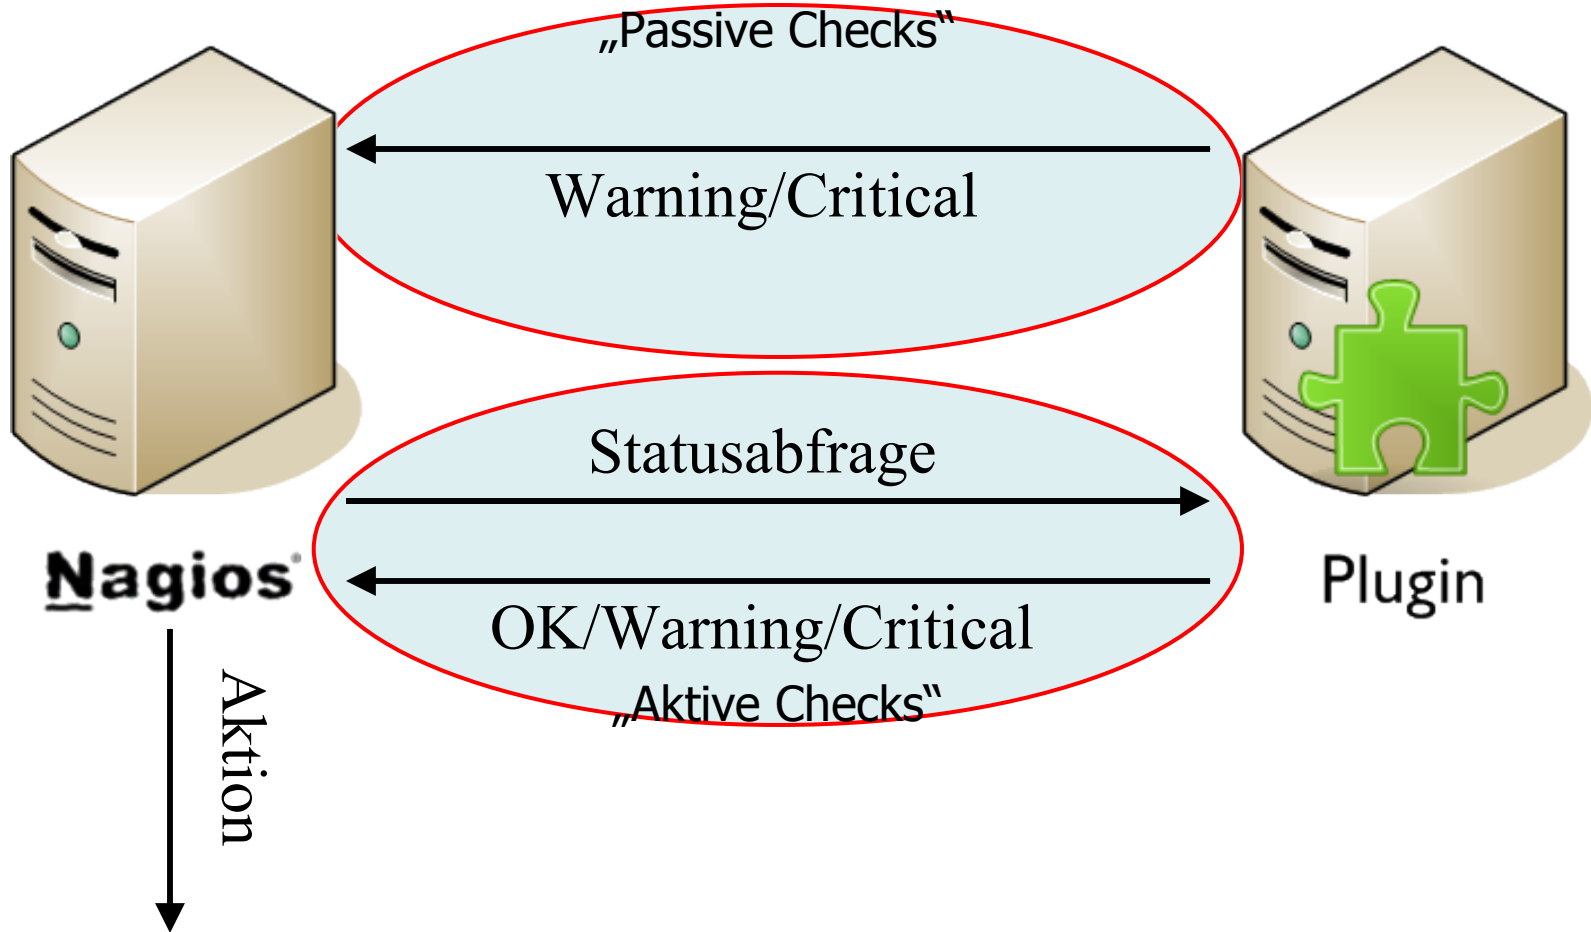 „Passive Checks“
Warning/Critical
Statusabfrage
Nagios®
Plugin
OK/Warning/Critical
„Aktive Checks“
Aktion